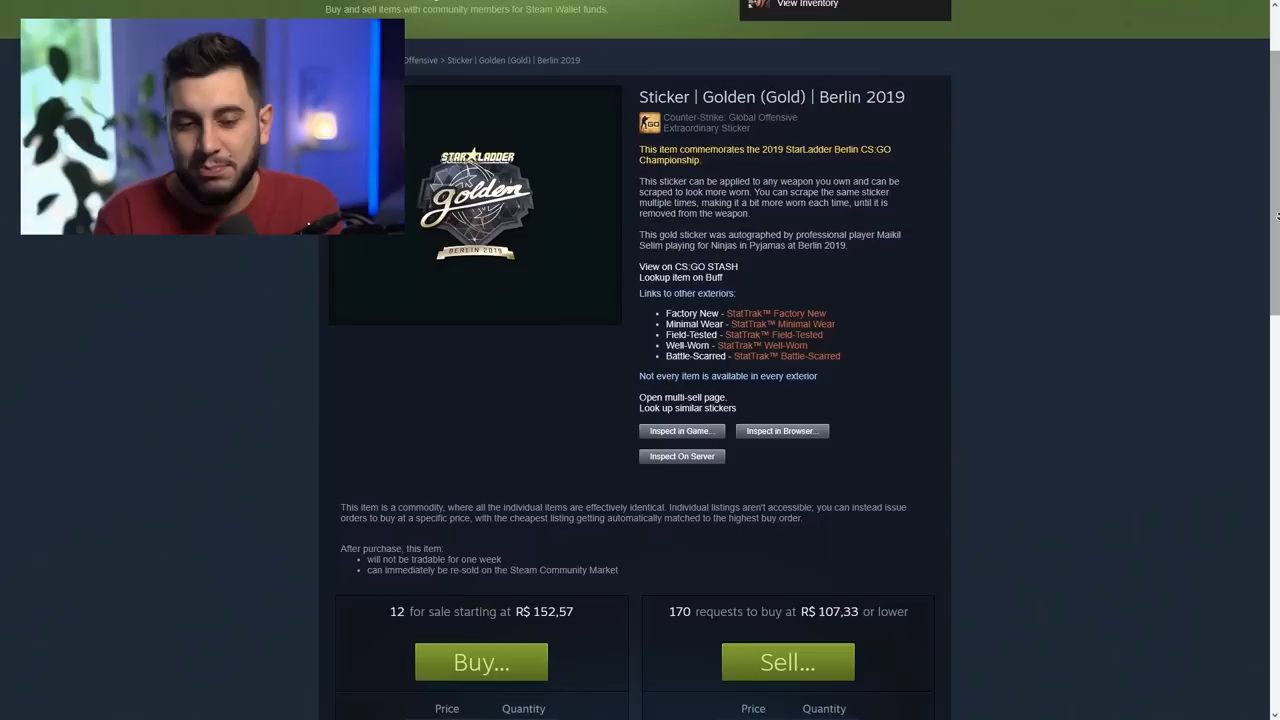 Buy and sell items with community members for Steam Wallet funds.
View Inventory
Offensive > Sticker | Golden (Gold) | Berlin 2019
STARLADDER
golden
BERLIN 2019
Sticker | Golden (Gold) | Berlin 2019
Counter-Strike: Global Offensive
Extraordinary Sticker
This item commemorates the 2019 StarLadder Berlin CS:GO
Championship.
This sticker can be applied to any weapon you own and can be
scraped to look more worn. You can scrape the same sticker
multiple times, making it a bit more worn each time, until it is
removed from the weapon.
This gold sticker was autographed by professional player Maikil
Selim playing for Ninjas in Pyjamas at Berlin 2019.
View on CS:GO STASH
Lookup item on Buff
Links to other exteriors:
Factory New - StatTrak™ Factory New
Minimal Wear - StatTrak™ Minimal Wear
Field-Tested - StatTrak™ Field-Tested
Well-Worn - StatTrak™ Well-Worn
Battle-Scarred - StatTrak™ Battle-Scarred
Not every item is available in every exterior
Open multi-sell page.
Look up similar stickers
Inspect in Game...
Inspect in Browser...
Inspect On Server
This item is a commodity, where all the individual items are effectively identical. Individual listings aren't accessible; you can instead issue
orders to buy at a specific price, with the cheapest listing getting automatically matched to the highest buy order.
After purchase, this item:
will not be tradable for one week
can immediately be re-sold on the Steam Community Market
12 for sale starting at R$ 152,57
Buy...
Price Quantity
170 requests to buy at R$ 107,33 or lower
Sell...
Price Quantity